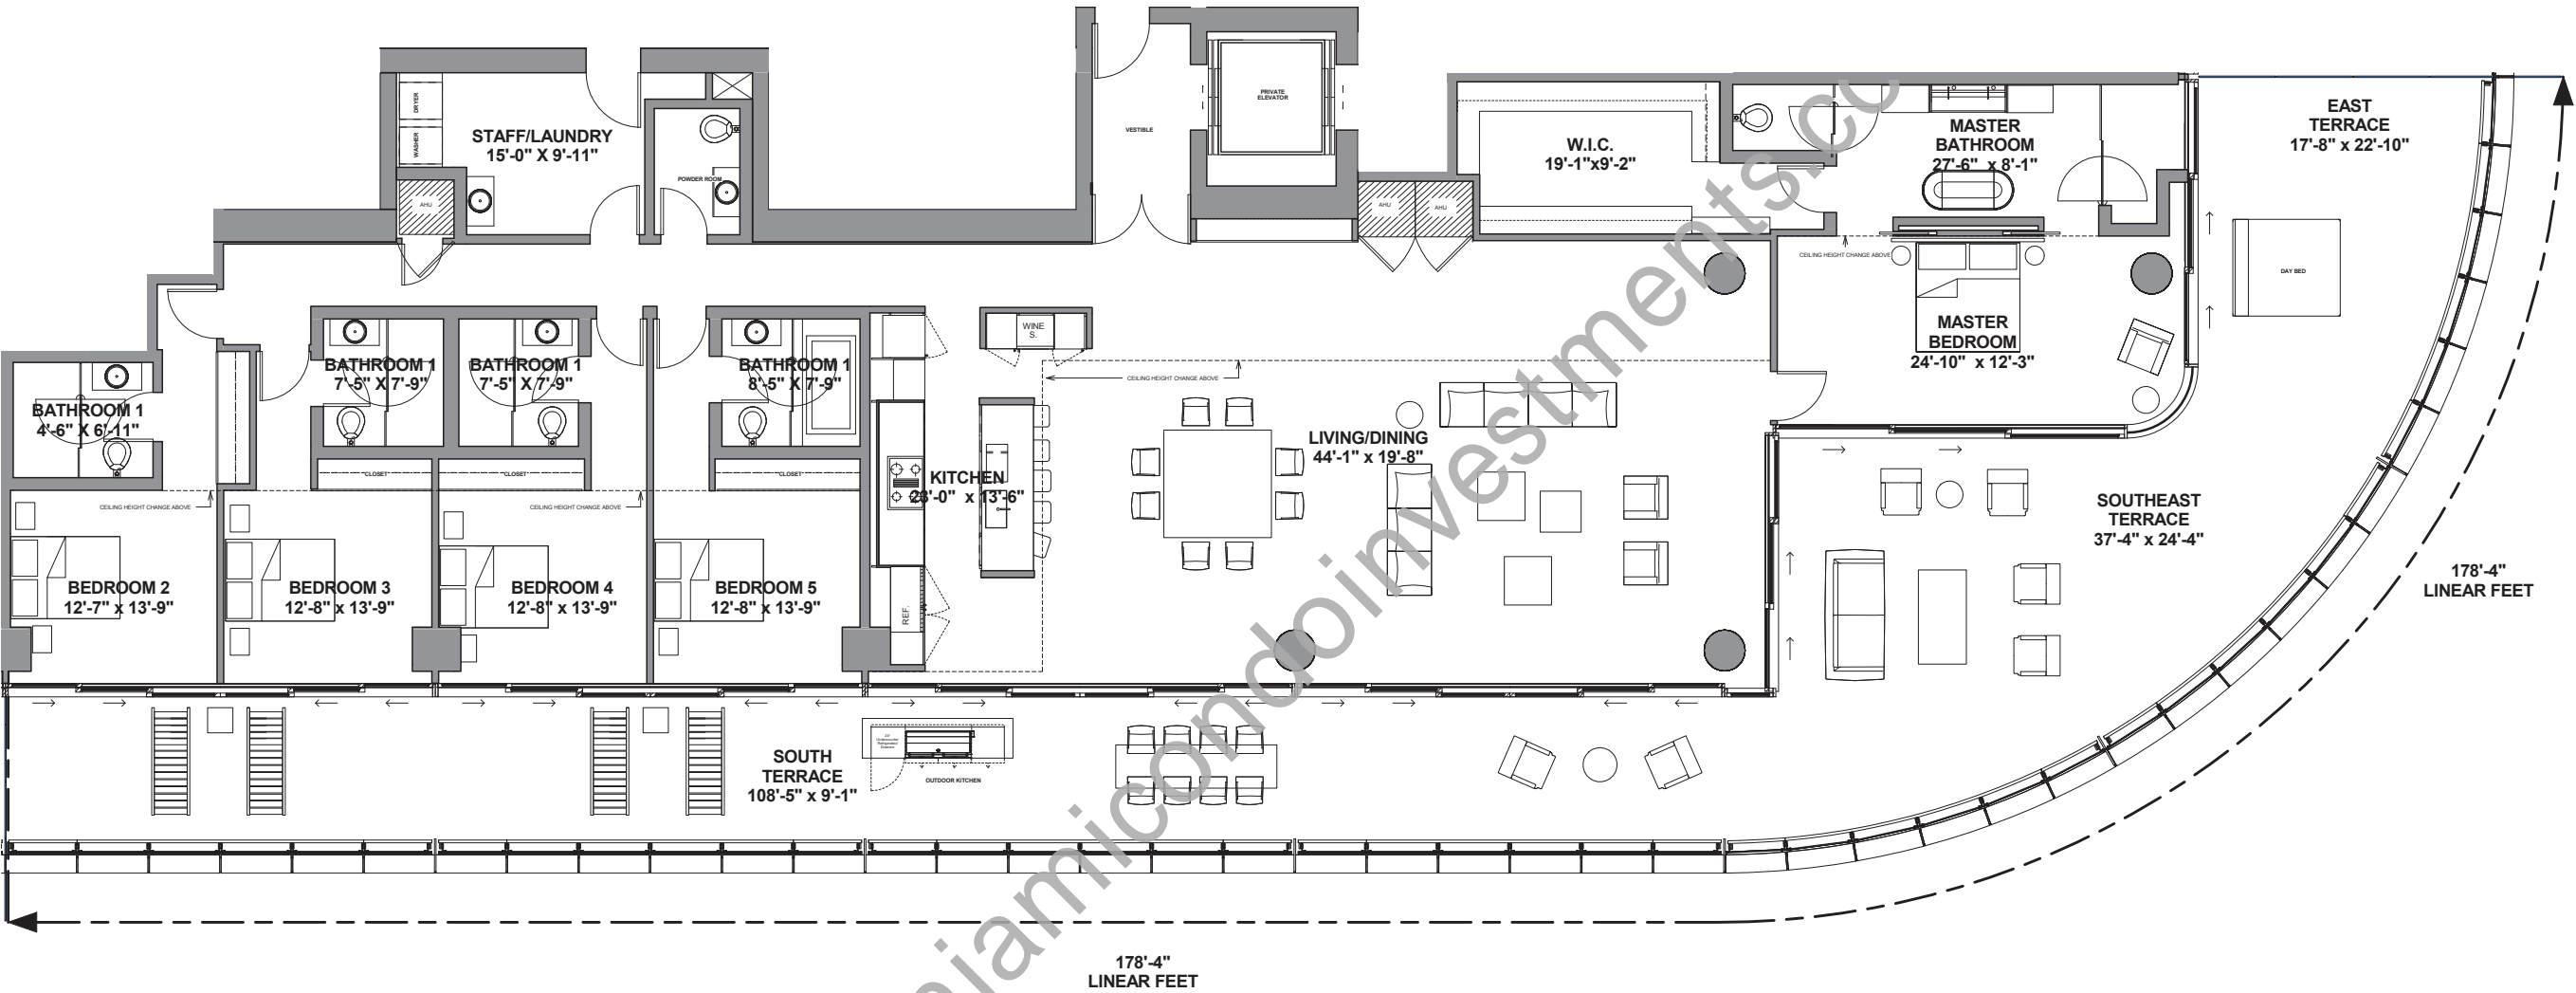 PRIVATE
ELEVATOR
VESTIBLE
DRYER
WASHER
STAFF/LAUNDRY
15'-0" X 9'-11"
POWDER ROOM
AHU
AHU
AHU
W.I.C.
19'-1"x9'-2"
MASTER
BATHROOM
27'-6" x 8'-1"
EAST
TERRACE
17'-8" x 22'-10"
DAY BED
CEILING HEIGHT CHANGE ABOVE
MASTER
BEDROOM
24'-10" x 12'-3"
WINE
S.
CEILING HEIGHT CHANGE ABOVE
BATHROOM 1
4'-6" X 6'-11"
BATHROOM 1
7'-5" X 7'-9"
BATHROOM 1
7'-5" X 7'-9"
BATHROOM 1
8'-5" X 7'-9"
CLOSET
CLOSET
CLOSET
CEILING HEIGHT CHANGE ABOVE
CEILING HEIGHT CHANGE ABOVE
KITCHEN
23'-0" x 13'-6"
LIVING/DINING
44'-1" x 19'-8"
SOUTHEAST
TERRACE
37'-4" x 24'-4"
BEDROOM 2
12'-7" x 13'-9"
BEDROOM 3
12'-8" x 13'-9"
BEDROOM 4
12'-8" x 13'-9"
BEDROOM 5
12'-8" x 13'-9"
REF.
178'-4"
LINEAR FEET
SOUTH
TERRACE
108'-5" x 9'-1"
OUTDOOR KITCHEN
178'-4"
LINEAR FEET
miamicondoinvestments.co